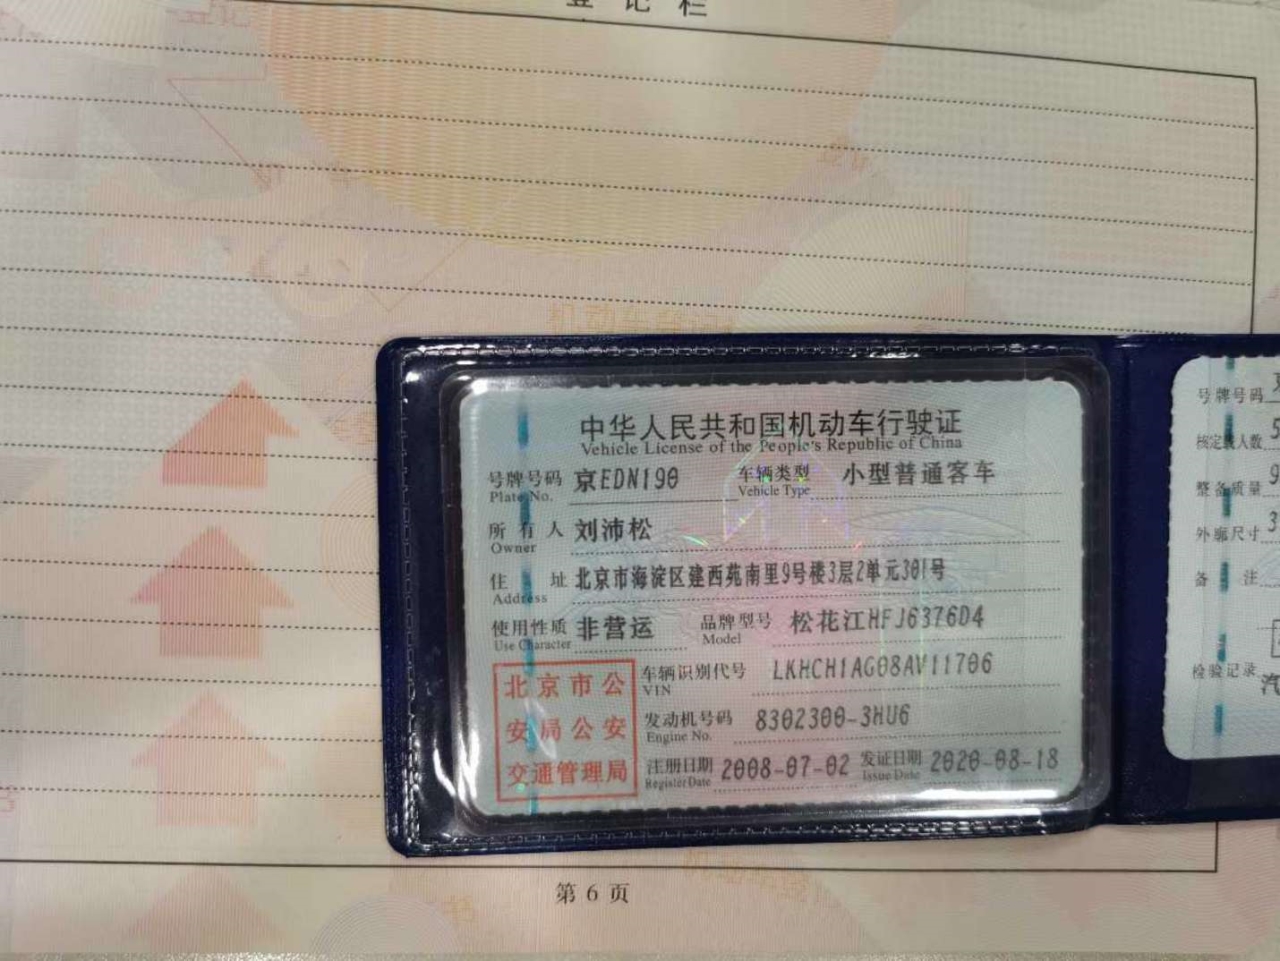 登记栏
中华人民共和国机动车行驶证
Vehicle License of the People's Republic of China
号牌号码 京EDN190 车辆类型 小型普通客车
Plate No. Vehicle Type
所有人 刘沛松
Owner
住址 北京市海淀区建西苑南里9号楼3层2单元301号
Address
使用性质 非营运 品牌型号 松花江HFJ6376D4
Use Character Model
北京市公
安局公安
交通管理局
车辆识别代号 LKHCH1AG08AV11706
VIN
发动机号码 8302300-3HU6
Engine No.
注册日期 2008-07-02 发证日期 2020-08-18
Register Date Issue Date
号牌号码
核定载人数 5
整备质量 9
外廓尺寸 3
备注
检验记录
第 6 页